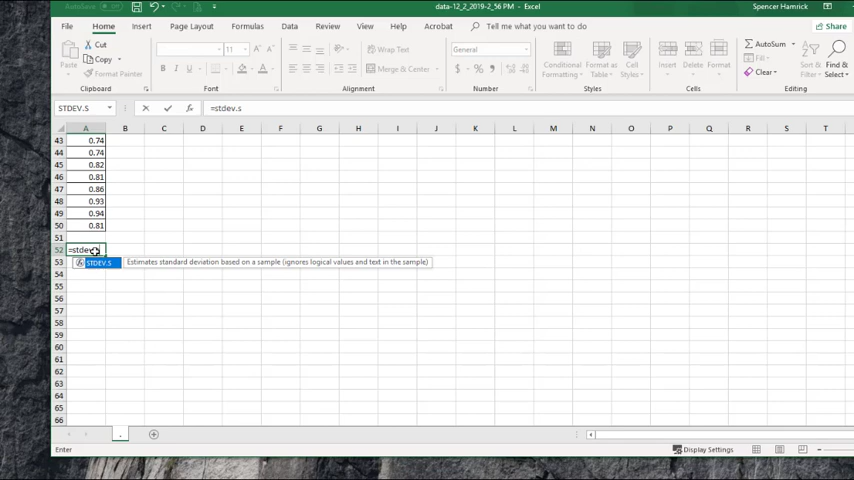 AutoSave Off
data-12_2_2019-2_56 PM - Excel
Spencer Hamrick
File Home Insert Page Layout Formulas Data Review View Help Acrobat Tell me what you want to do Share
Cut
Copy
Format Painter
Paste
11 A A
B I U A
Wrap Text
Merge & Center
General
$ % ,
Conditional Formatting
Format as Table
Cell Styles
Insert Delete Format
AutoSum
Fill
Clear
Sort & Filter
Find & Select
Clipboard Font Alignment Number Styles Cells Editing
STDEV.S fx =stdev.s
A B C D E F G H I J K L M N O P Q R S T
43 0.74
44 0.74
45 0.82
46 0.81
47 0.86
48 0.93
49 0.94
50 0.81
51
52 =stdev
53 STDEV.S Estimates standard deviation based on a sample (ignores logical values and text in the sample)
54
55
56
57
58
59
60
61
62
63
64
65
66
.
Enter Display Settings